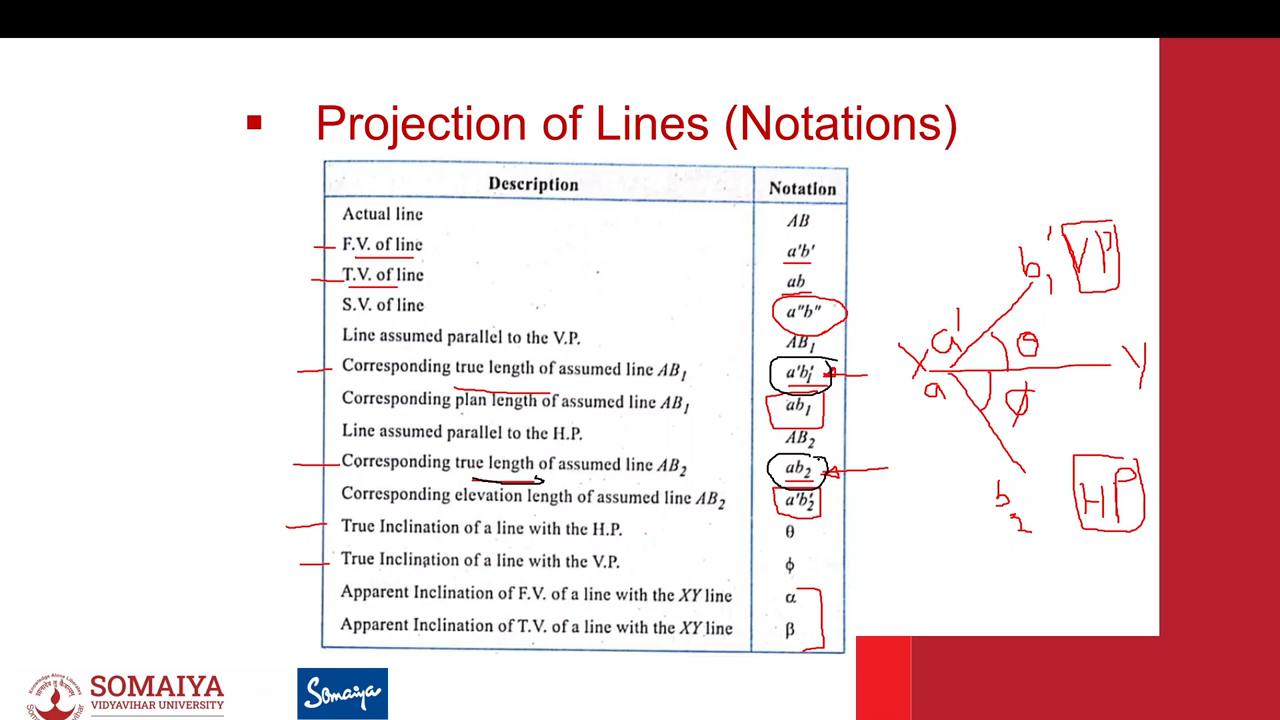 ▪ Projection of Lines (Notations)
Description Notation
Actual line AB
F.V. of line a'b'
T.V. of line ab
S.V. of line a"b"
Line assumed parallel to the V.P. AB₁
Corresponding true length of assumed line AB₁ a'b₁'
Corresponding plan length of assumed line AB₁ ab₁
Line assumed parallel to the H.P. AB₂
Corresponding true length of assumed line AB₂ ab₂
Corresponding elevation length of assumed line AB₂ a'b₂'
True Inclination of a line with the H.P. θ
True Inclination of a line with the V.P. ϕ
Apparent Inclination of F.V. of a line with the XY line α
Apparent Inclination of T.V. of a line with the XY line β
b₁' VP
a' θ
X Y
a ϕ
b₂ HP
SOMAIYA
VIDYAVIHAR UNIVERSITY
Somaiya